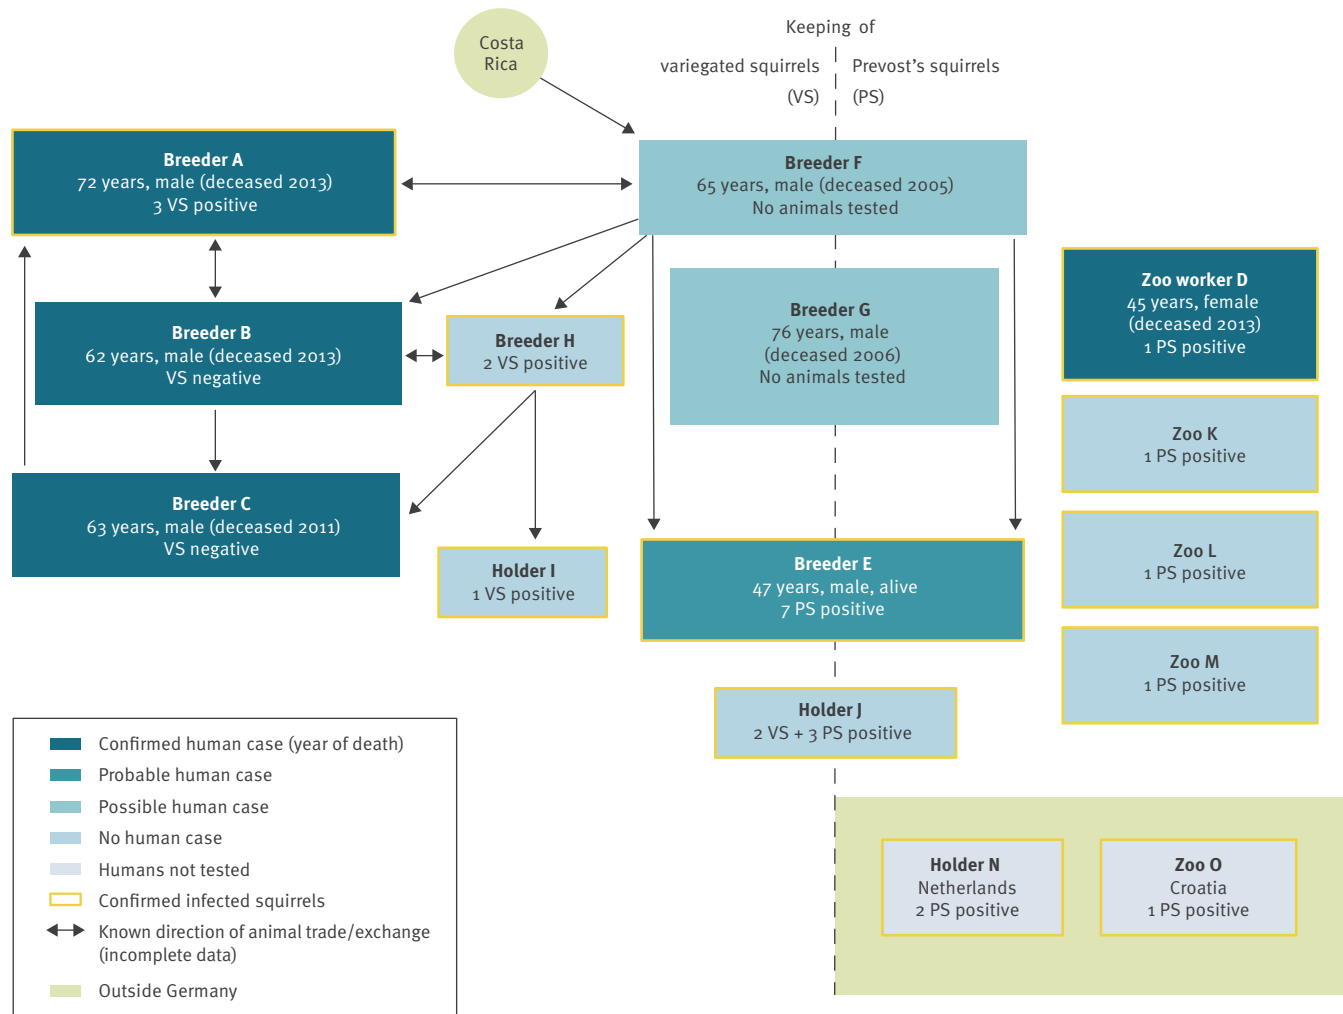 Costa
Rica
Keeping of
variegated squirrels
(VS)
Prevost's squirrels
(PS)
Breeder A
72 years, male (deceased 2013)
3 VS positive
Breeder F
65 years, male (deceased 2005)
No animals tested
Breeder B
62 years, male (deceased 2013)
VS negative
Breeder H
2 VS positive
Breeder G
76 years, male
(deceased 2006)
No animals tested
Zoo worker D
45 years, female
(deceased 2013)
1 PS positive
Zoo K
1 PS positive
Breeder C
63 years, male (deceased 2011)
VS negative
Holder I
1 VS positive
Breeder E
47 years, male, alive
7 PS positive
Zoo L
1 PS positive
Zoo M
1 PS positive
Holder J
2 VS + 3 PS positive
Confirmed human case (year of death)
Probable human case
Possible human case
No human case
Humans not tested
Confirmed infected squirrels
Known direction of animal trade/exchange
(incomplete data)
Outside Germany
Holder N
Netherlands
2 PS positive
Zoo O
Croatia
1 PS positive